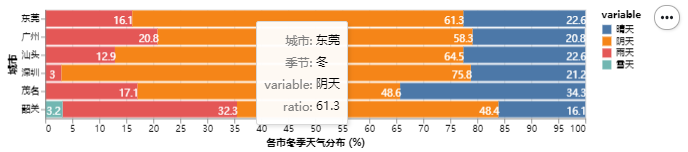 variable
晴天
阴天
雨天
雪天
城市
东莞 16.1 61.3 22.6
广州 20.8 58.3 20.8
汕头 12.9 64.5 22.6
深圳 3 75.8 21.2
茂名 17.1 48.6 34.3
韶关 3.2 32.3 48.4 16.1
城市: 东莞
季节: 冬
variable: 阴天
ratio: 61.3
0 5 10 15 20 25 30 35 40 45 50 55 60 65 70 75 80 85 90 95 100
各市冬季天气分布 (%)